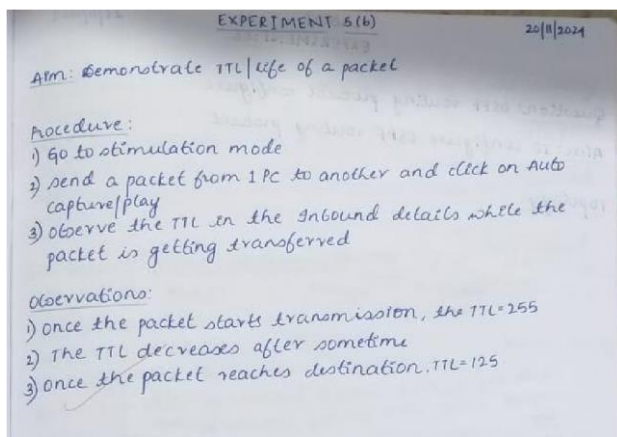 EXPERIMENT 5(b)
20/11/2024
AIM: Demonstrate TTL/Life of a packet
Procedure:
1) Go to stimulation mode
2) send a packet from 1 PC to another and click on Auto
capture/play
3) observe the TTL in the Inbound details while the
packet is getting transferred
observations:
1) once the packet starts transmission, the TTL=255
2) The TTL decreases after sometime
3) once the packet reaches destination. TTL=125